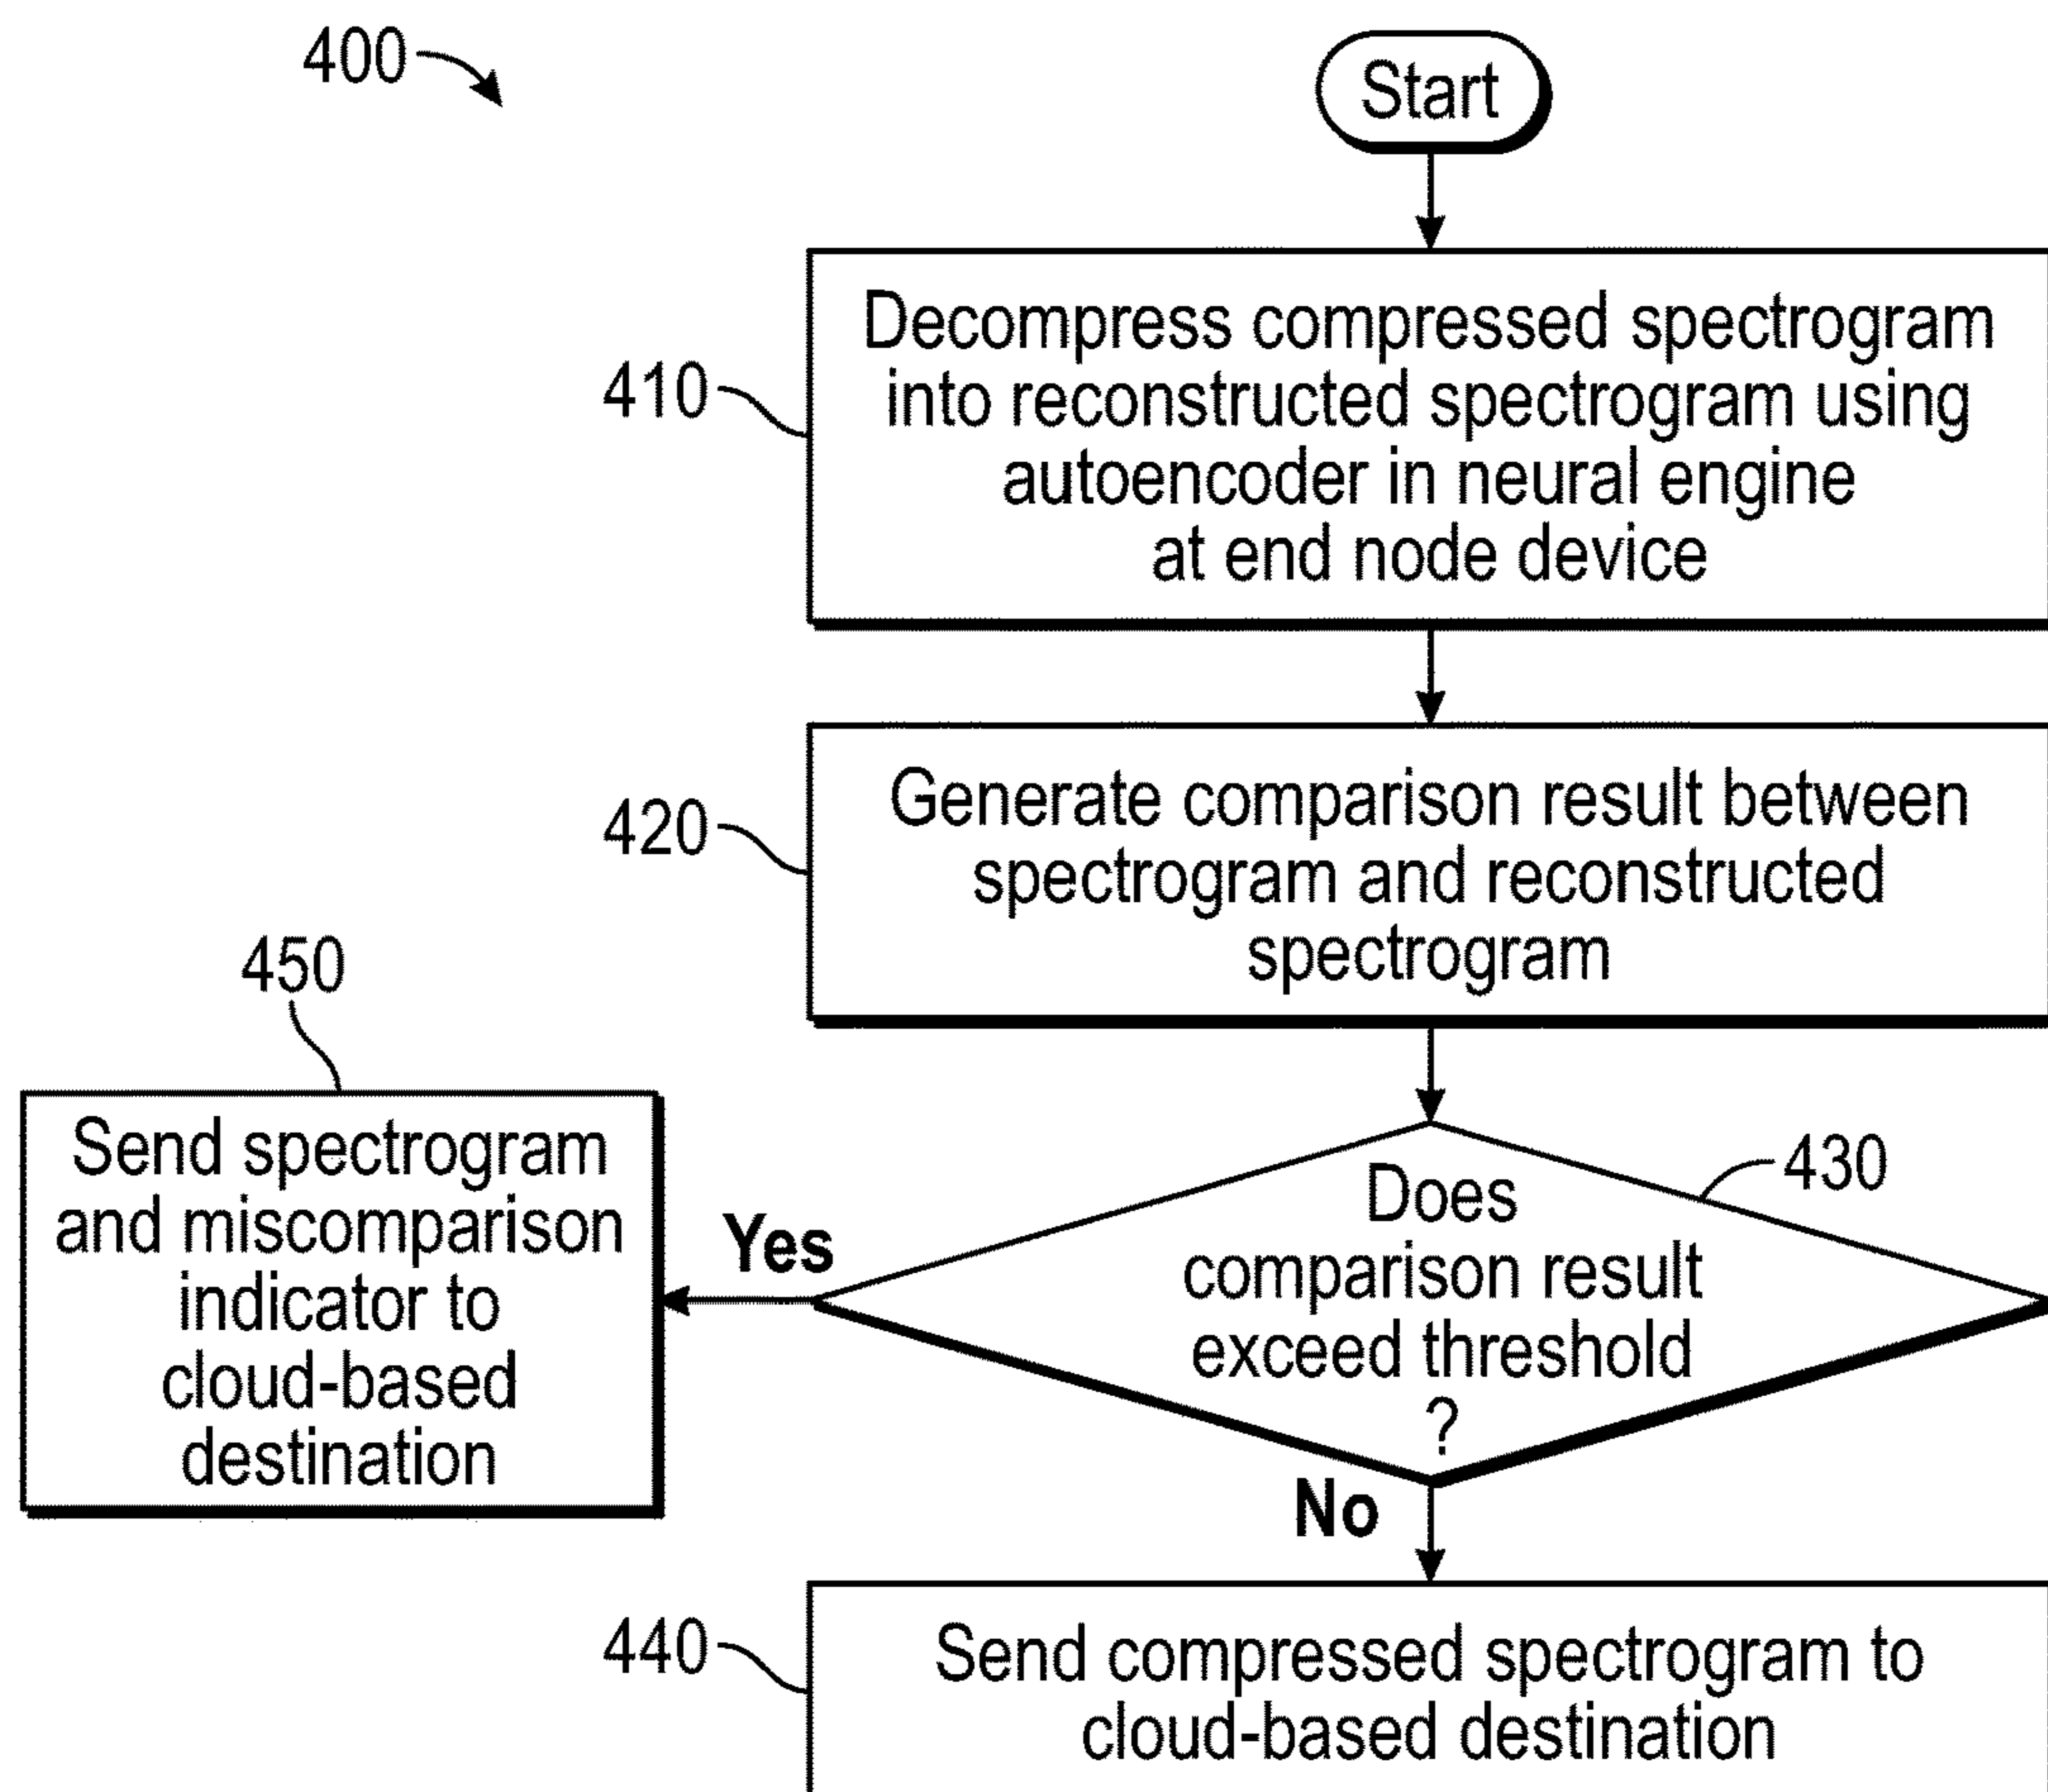 400
Start
410
Decompress compressed spectrogram
into reconstructed spectrogram using
autoencoder in neural engine
at end node device
420
Generate comparison result between
spectrogram and reconstructed
spectrogram
430
Does
comparison result
exceed threshold
?
Yes
No
450
Send spectrogram
and miscomparison
indicator to
cloud-based
destination
440
Send compressed spectrogram to
cloud-based destination